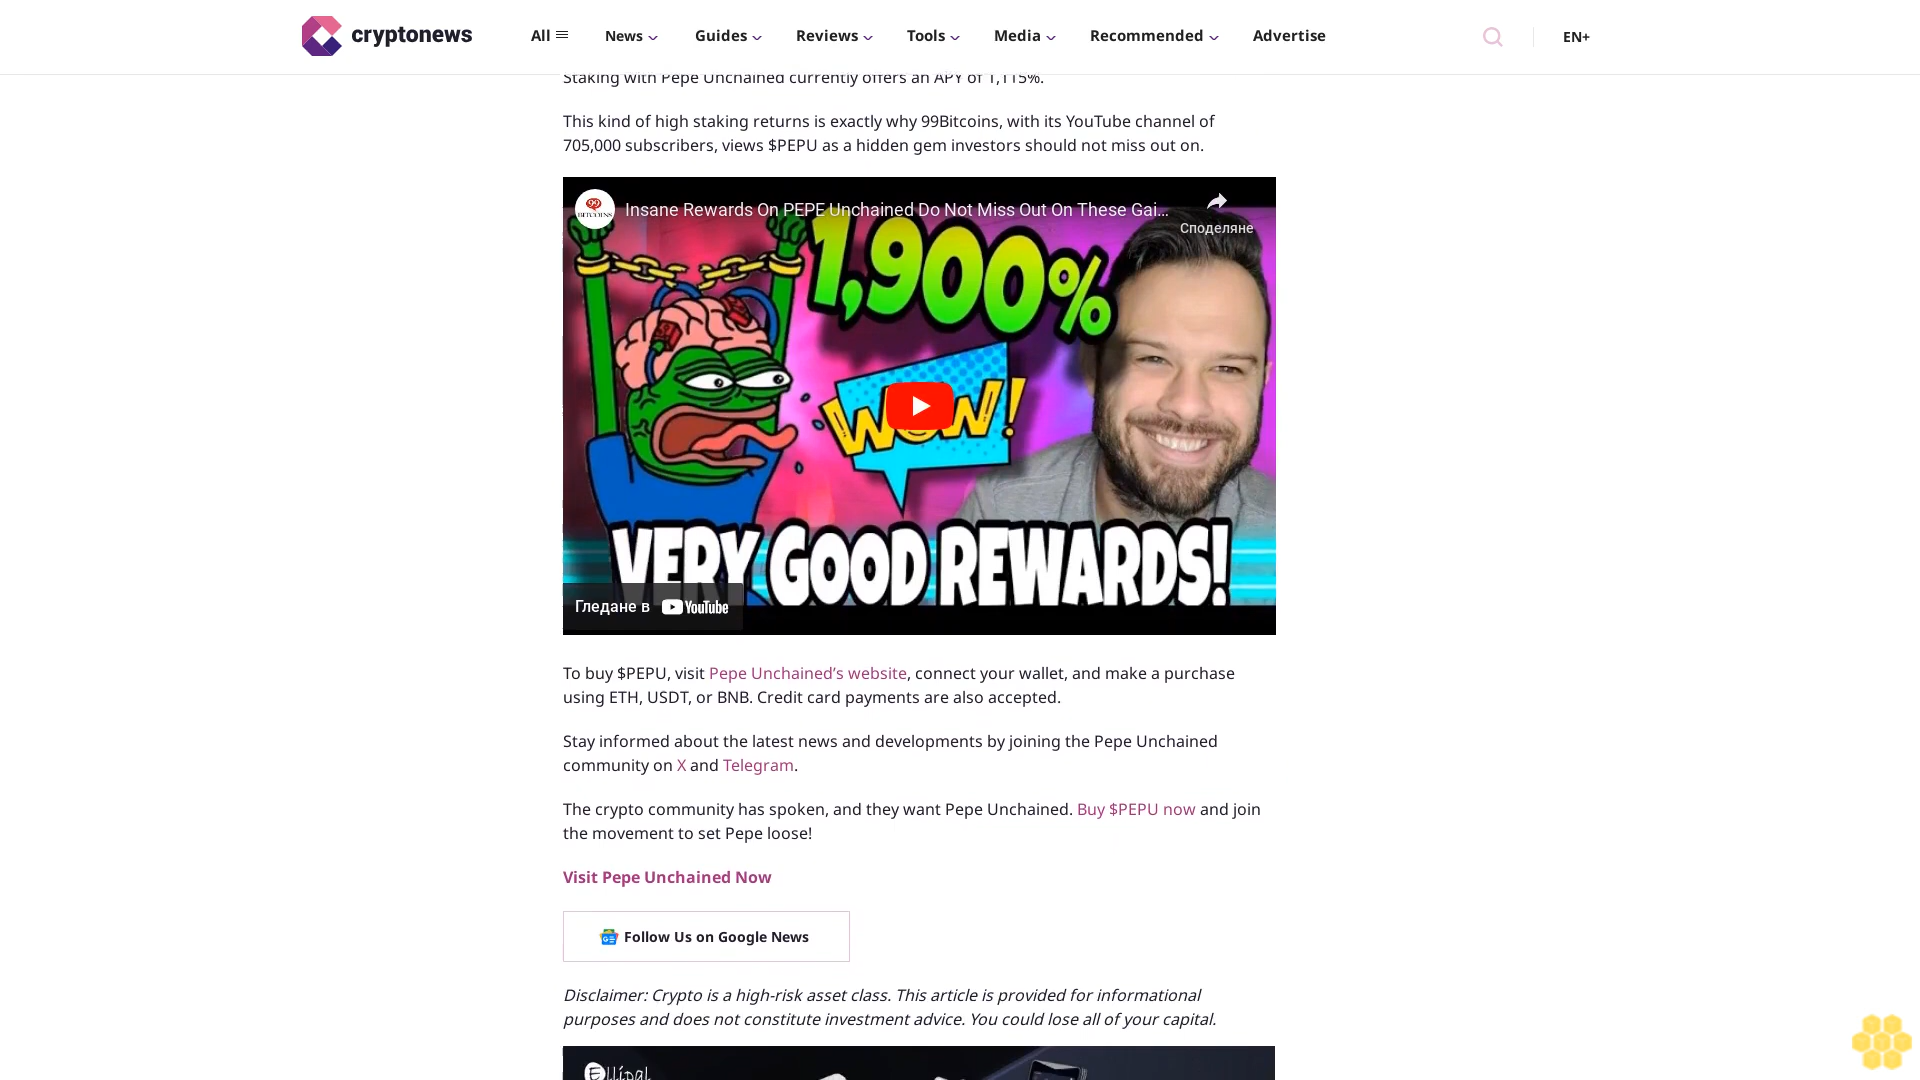 cryptonews
All
News
Guides
Reviews
Tools
Media
Recommended
Advertise
EN+
Staking with Pepe Unchained currently offers an APY of 1,115%.
This kind of high staking returns is exactly why 99Bitcoins, with its YouTube channel of
705,000 subscribers, views $PEPU as a hidden gem investors should not miss out on.
99
BITCOINS
Insane Rewards On PEPE Unchained Do Not Miss Out On These Gai...
Споделяне
1,900%
WOW!
VERY GOOD REWARDS!
Гледане в YouTube
To buy $PEPU, visit Pepe Unchained’s website, connect your wallet, and make a purchase
using ETH, USDT, or BNB. Credit card payments are also accepted.
Stay informed about the latest news and developments by joining the Pepe Unchained
community on X and Telegram.
The crypto community has spoken, and they want Pepe Unchained. Buy $PEPU now and join
the movement to set Pepe loose!
Visit Pepe Unchained Now
Follow Us on Google News
Disclaimer: Crypto is a high-risk asset class. This article is provided for informational
purposes and does not constitute investment advice. You could lose all of your capital.
Ellipal